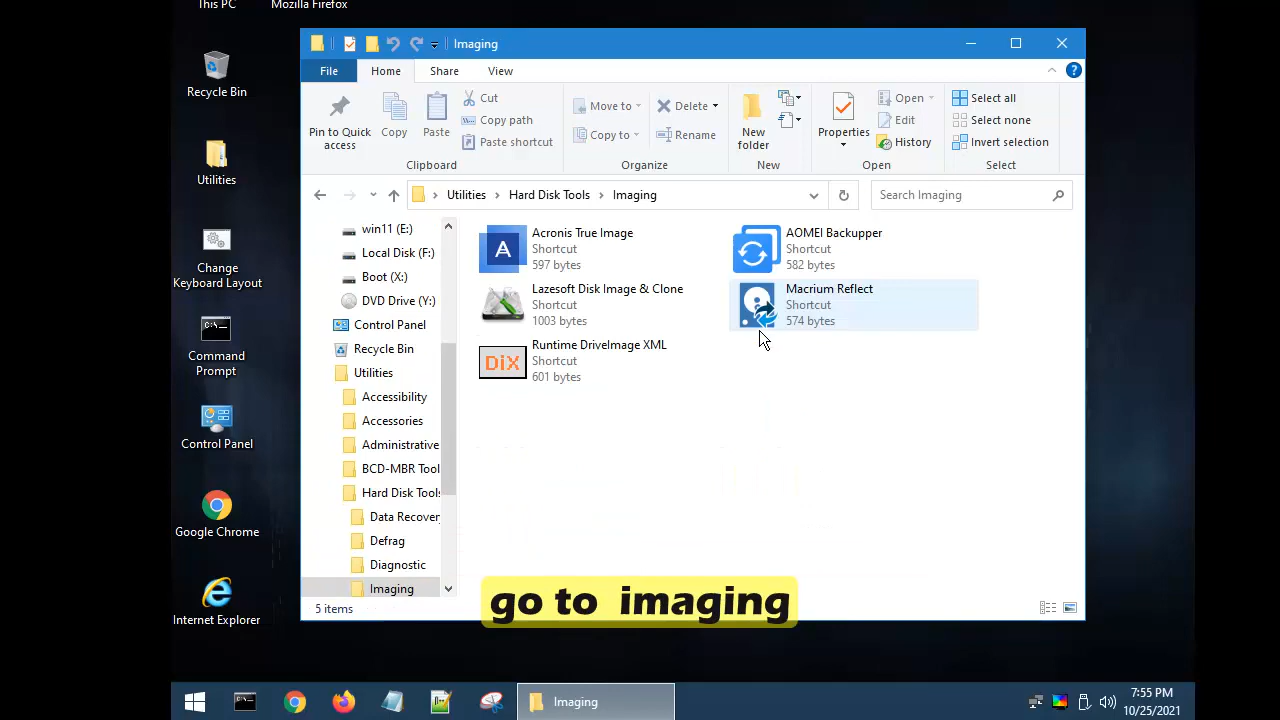 This PC
Mozilla Firefox
Recycle Bin
Utilities
Change
Keyboard Layout
Command
Prompt
Control Panel
Google Chrome
Internet Explorer
Imaging
File
Home
Share
View
Pin to Quick
access
Copy
Paste
Cut
Copy path
Paste shortcut
Clipboard
Move to
Copy to
Delete
Rename
Organize
New
folder
New
Properties
Open
Edit
History
Open
Select all
Select none
Invert selection
Select
Utilities
Hard Disk Tools
Imaging
Search Imaging
win11 (E:)
Local Disk (F:)
Boot (X:)
DVD Drive (Y:)
Control Panel
Recycle Bin
Utilities
Accessibility
Accessories
Administrative
BCD-MBR Tool
Hard Disk Tools
Data Recover
Defrag
Diagnostic
Imaging
A
Acronis True Image
Shortcut
597 bytes
AOMEI Backupper
Shortcut
582 bytes
Lazesoft Disk Image & Clone
Shortcut
1003 bytes
Macrium Reflect
Shortcut
574 bytes
DiX
Runtime DriveImage XML
Shortcut
601 bytes
5 items
go to imaging
Imaging
7:55 PM
10/25/2021